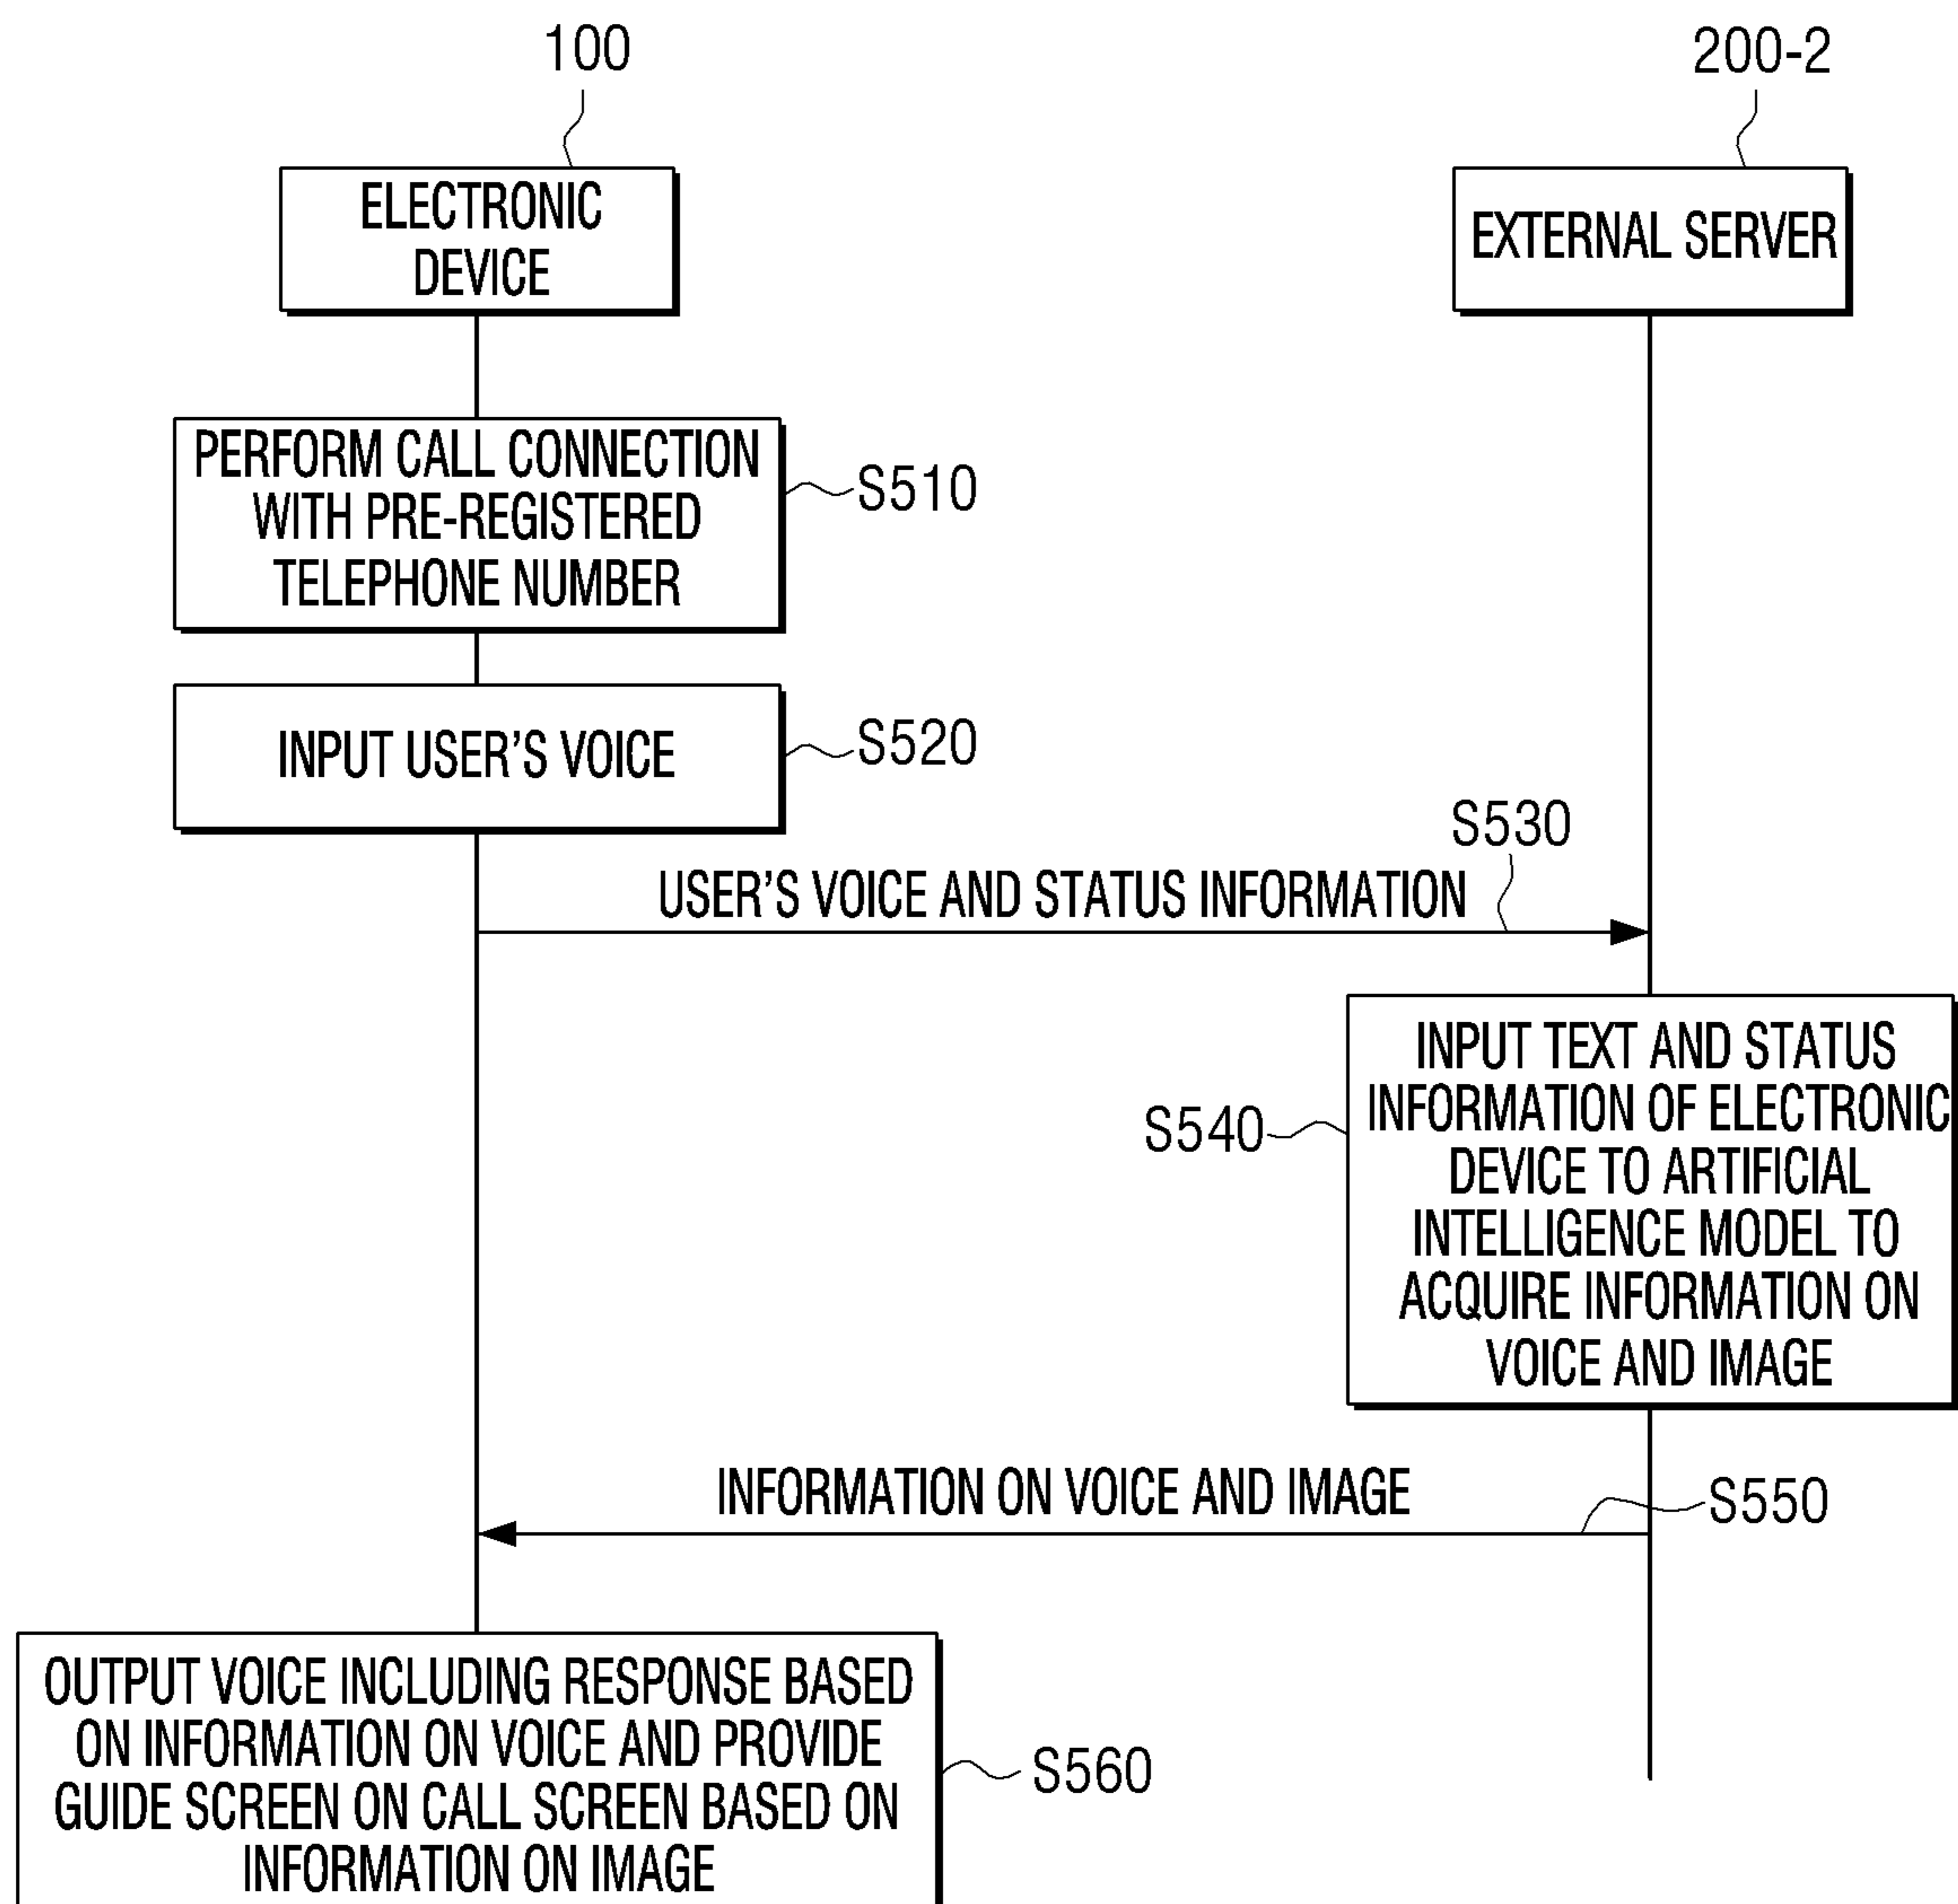 100
200-2
ELECTRONIC
DEVICE
EXTERNAL SERVER
PERFORM CALL CONNECTION
WITH PRE-REGISTERED
TELEPHONE NUMBER
S510
INPUT USER'S VOICE
S520
S530
USER'S VOICE AND STATUS INFORMATION
INPUT TEXT AND STATUS
INFORMATION OF ELECTRONIC
DEVICE TO ARTIFICIAL
INTELLIGENCE MODEL TO
ACQUIRE INFORMATION ON
VOICE AND IMAGE
S540
INFORMATION ON VOICE AND IMAGE
S550
OUTPUT VOICE INCLUDING RESPONSE BASED
ON INFORMATION ON VOICE AND PROVIDE
GUIDE SCREEN ON CALL SCREEN BASED ON
INFORMATION ON IMAGE
S560